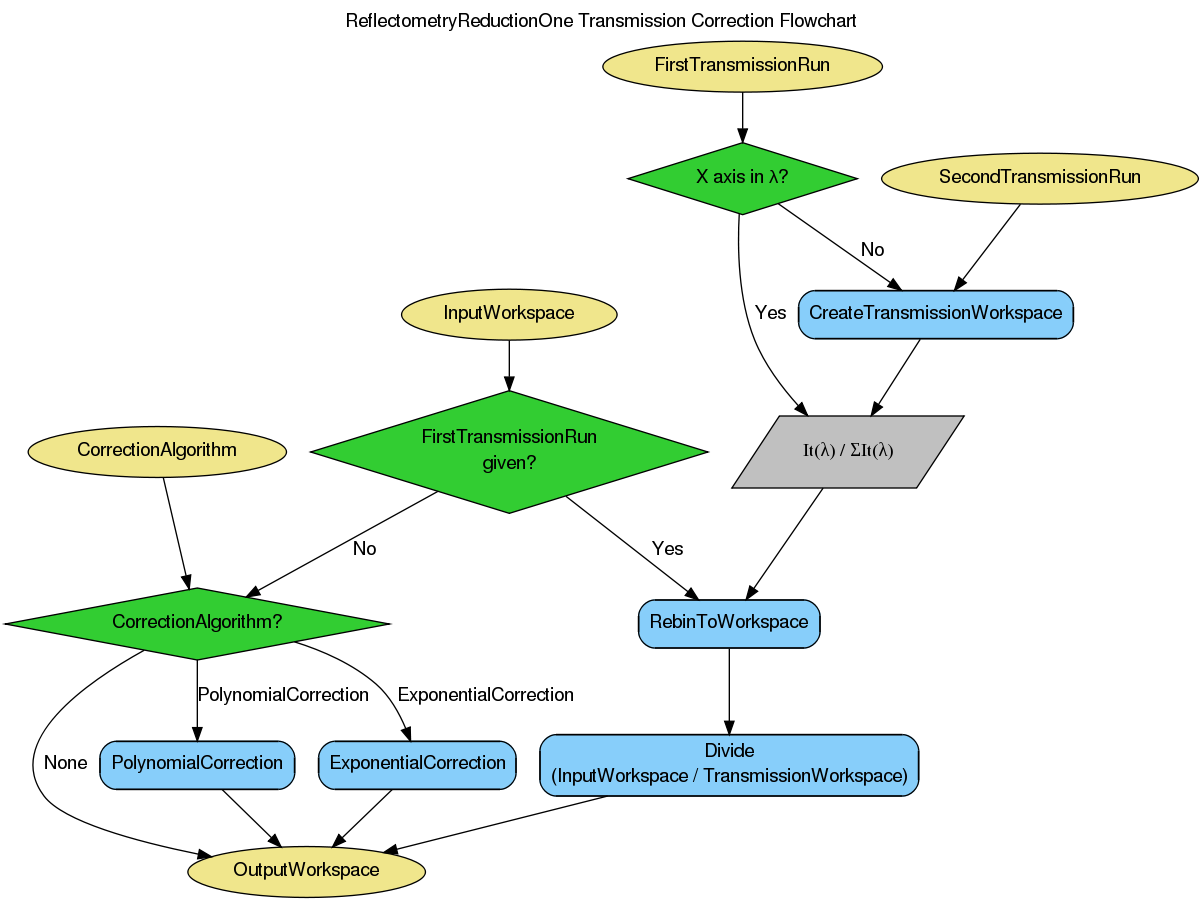 ReflectometryReductionOne Transmission Correction Flowchart
FirstTransmissionRun
X axis in λ?
SecondTransmissionRun
No
InputWorkspace
Yes
CreateTransmissionWorkspace
CorrectionAlgorithm
FirstTransmissionRun
given?
It(λ) / ΣIt(λ)
No
Yes
CorrectionAlgorithm?
RebinToWorkspace
PolynomialCorrection
ExponentialCorrection
None
PolynomialCorrection
ExponentialCorrection
Divide
(InputWorkspace / TransmissionWorkspace)
OutputWorkspace